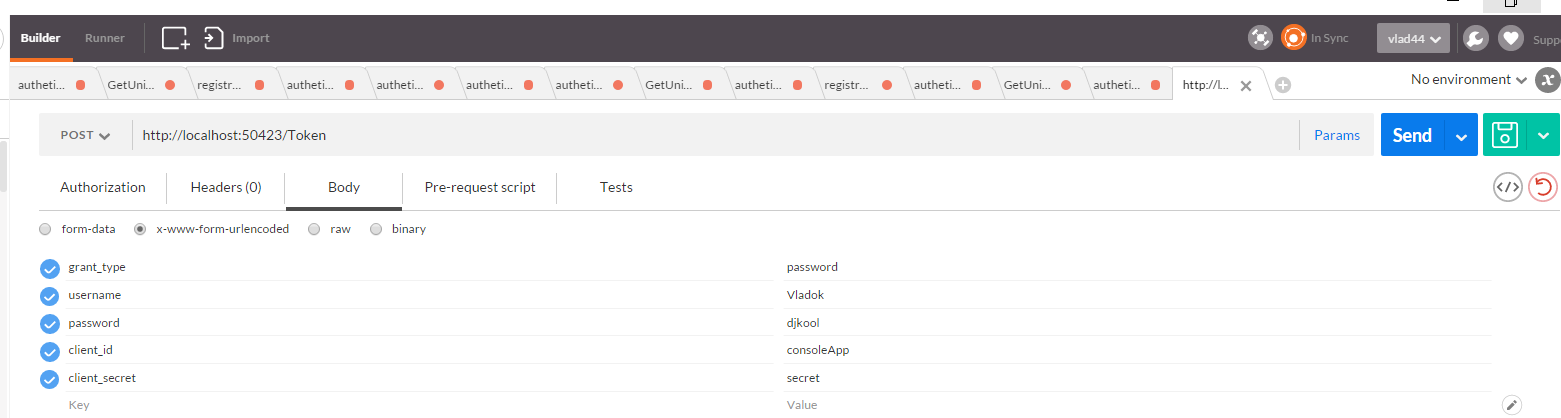 Builder Runner Import In Sync vlad44 Suppo
autheti... GetUni... registr... autheti... autheti... autheti... autheti... GetUni... autheti... registr... autheti... GetUni... autheti... http://l... No environment x
POST http://localhost:50423/Token Params Send
Authorization Headers (0) Body Pre-request script Tests
form-data x-www-form-urlencoded raw binary
grant_type password
username Vladok
password djkool
client_id consoleApp
client_secret secret
Key Value